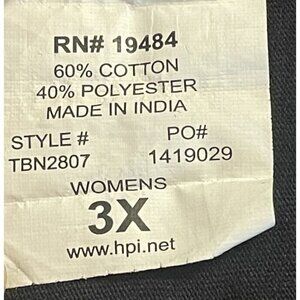 RN# 19484
60% COTTON
40% POLYESTER
MADE IN INDIA
STYLE # PO#
TBN2807 1419029
WOMENS
3X
www.hpi.net